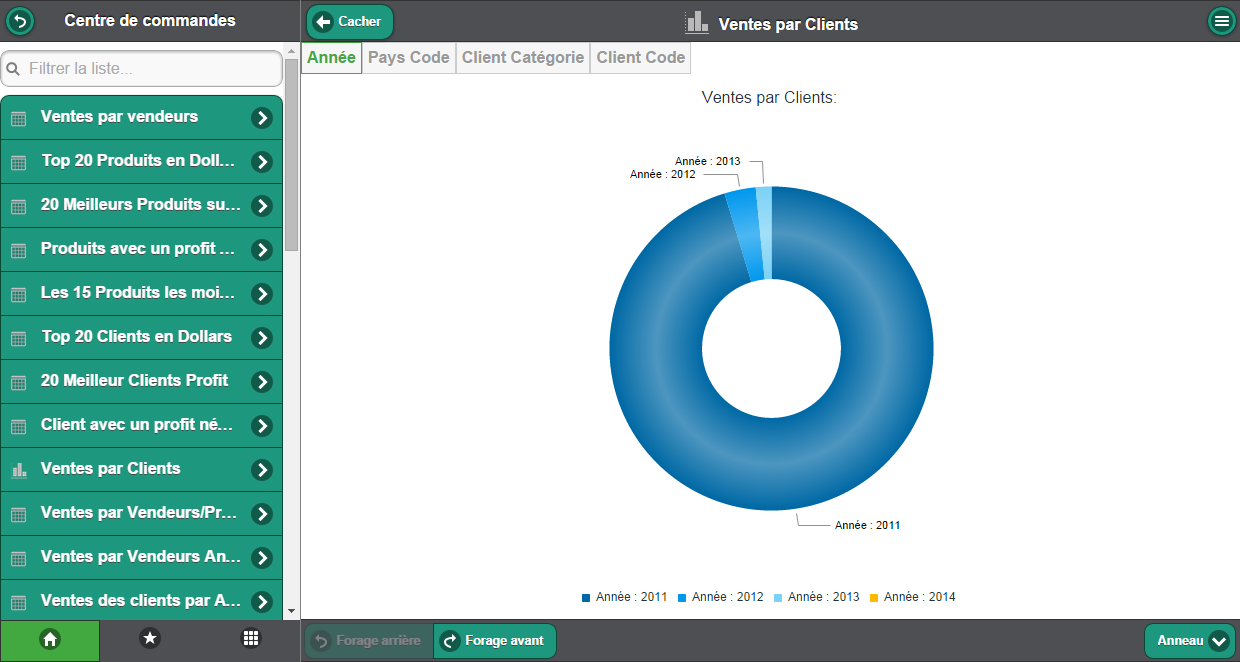 Centre de commandes
Filtrer la liste...
Ventes par vendeurs
Top 20 Produits en Doll...
20 Meilleurs Produits su...
Produits avec un profit ...
Les 15 Produits les moi...
Top 20 Clients en Dollars
20 Meilleur Clients Profit
Client avec un profit né...
Ventes par Clients
Ventes par Vendeurs/Pr...
Ventes par Vendeurs An...
Ventes des clients par A...
Cacher
Ventes par Clients
Année Pays Code Client Catégorie Client Code
Ventes par Clients:
Année : 2013
Année : 2012
Année : 2011
Année : 2011 Année : 2012 Année : 2013 Année : 2014
Forage arrière Forage avant Anneau